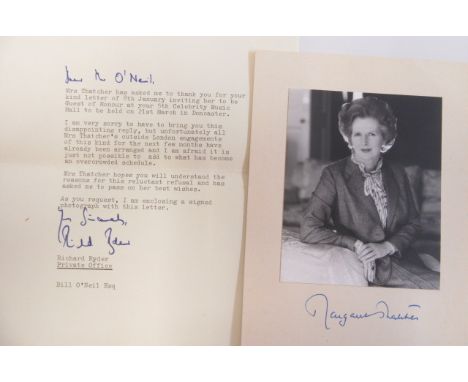 Dear Mr O'Neil,
Mrs Thatcher has asked me to thank you for your
kind letter of 8th January inviting her to be
Guest of Honour at your 5th Celebrity Music
Hall to be held on 21st March in Doncaster.
I am very sorry to have to bring you this
disappointing reply, but unfortunately all
Mrs Thatcher's outside London engagements
of this kind for the next few months have
already been arranged and I am afraid it is
just not possible to add to what has become
an overcrowded schedule.
Mrs Thatcher hopes you will understand the
reasons for this reluctant refusal and has
asked me to pass on her best wishes.
As you request, I am enclosing a signed
photograph with this letter.
Yours Sincerely,
Richard Ryder
Richard Ryder
Private Office
Bill O'Neil Esq
Margaret Thatcher